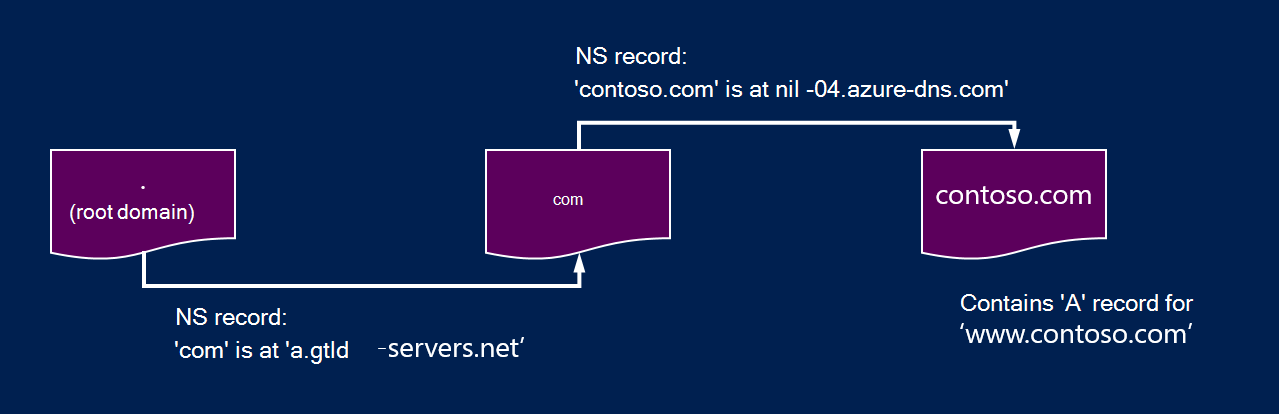 NS record:
'contoso.com' is at nil -04.azure-dns.com'
.
(root domain)
com
contoso.com
NS record:
'com' is at 'a.gtld -servers.net’
Contains 'A' record for
‘www.contoso.com’